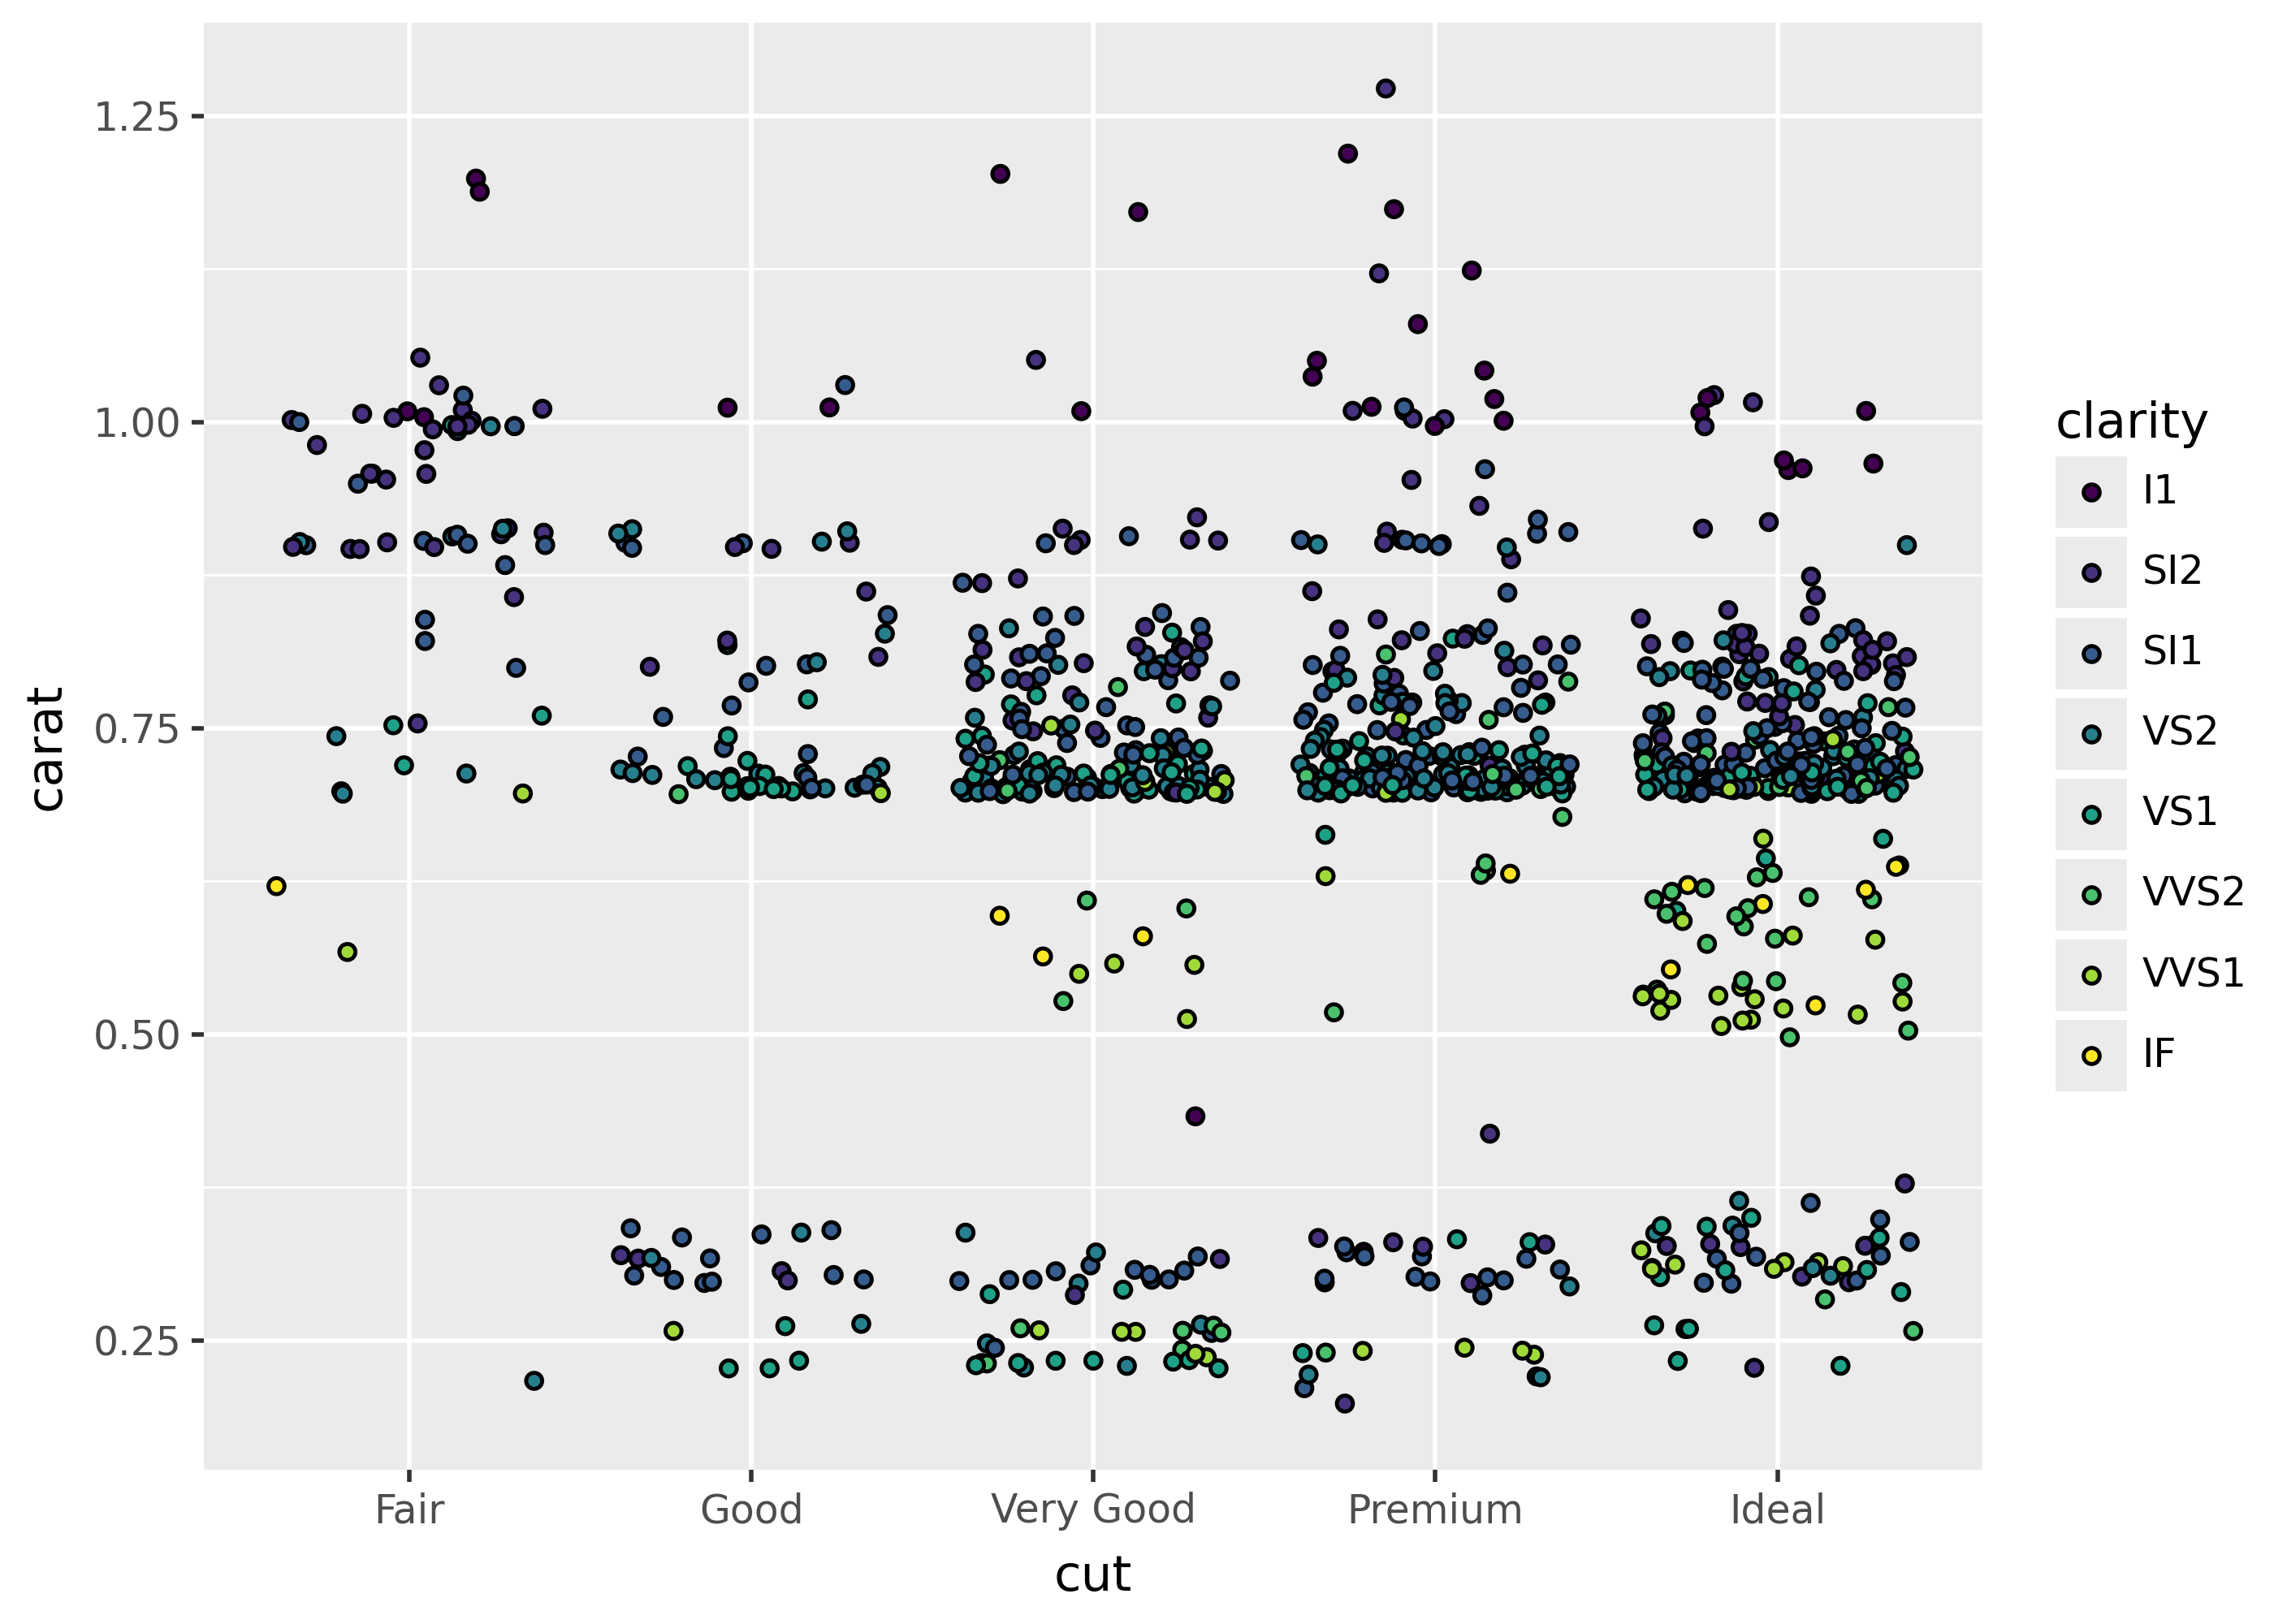 1.25
1.00
0.75
0.50
0.25
carat
Fair
Good
Very Good
Premium
Ideal
cut
clarity
I1
SI2
SI1
VS2
VS1
VVS2
VVS1
IF